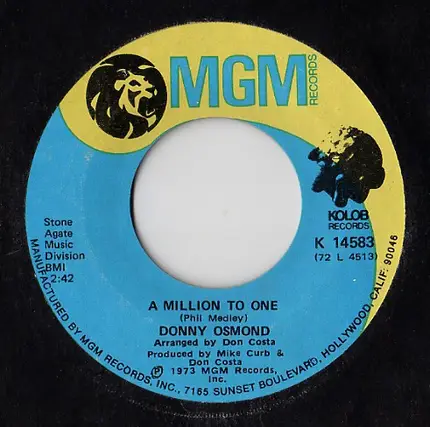 MGM
RECORDS
KOLOB
RECORDS
K 14583
(72 L 4513)
Stone
Agate
Music
Division
BMI
2:42
A MILLION TO ONE
(Phil Medley)
DONNY OSMOND
Arranged by Don Costa
Produced by Mike Curb &
Don Costa
Ⓟ 1973 MGM Records,
Inc.
MANUFACTURED BY MGM RECORDS, INC., 7165 SUNSET BOULEVARD, HOLLYWOOD, CALIF. 90046